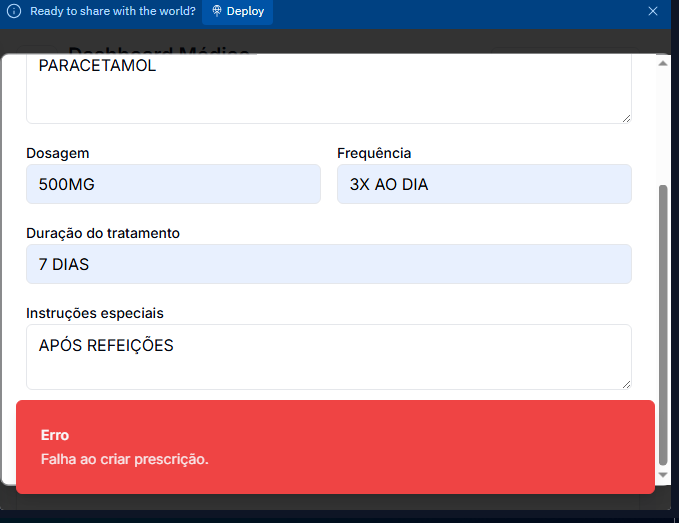 Ready to share with the world? Deploy
Dashboard Médico
PARACETAMOL
Dosagem
Frequência
500MG
3X AO DIA
Duração do tratamento
7 DIAS
Instruções especiais
APÓS REFEIÇÕES
Erro
Falha ao criar prescrição.